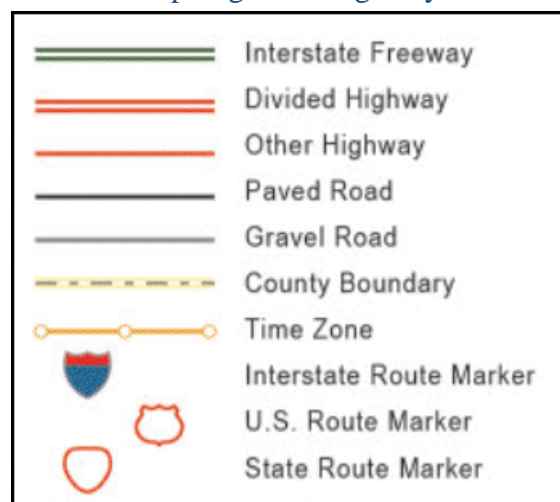 Interstate Freeway
Divided Highway
Other Highway
Paved Road
Gravel Road
County Boundary
Time Zone
Interstate Route Marker
U.S. Route Marker
State Route Marker